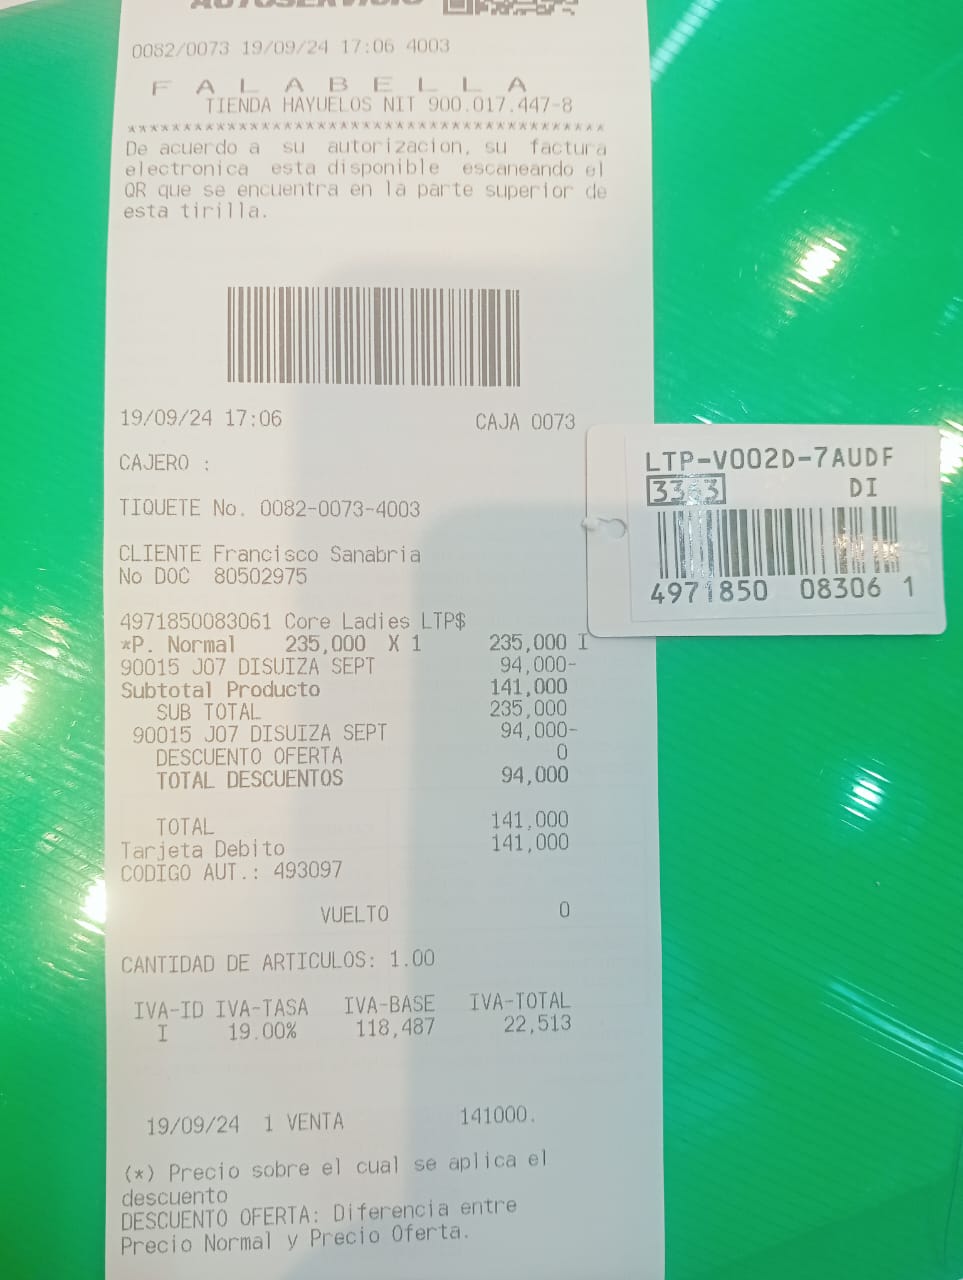 AUTOSERVICIO
0082/0073 19/09/24 17:06 4003
F A L A B E L L A
TIENDA HAYUELOS NIT 900.017.447-8
*******************************************
De acuerdo a su autorizacion, su factura
electronica esta disponible escaneando el
QR que se encuentra en la parte superior de
esta tirilla.
19/09/24 17:06 CAJA 0073
CAJERO :
TIQUETE No. 0082-0073-4003
CLIENTE Francisco Sanabria
No DOC 80502975
4971850083061 Core Ladies LTP$
*P. Normal 235,000 X 1 235,000 I
90015 J07 DISUIZA SEPT 94,000-
Subtotal Producto 141,000
SUB TOTAL 235,000
90015 J07 DISUIZA SEPT 94,000-
DESCUENTO OFERTA 0
TOTAL DESCUENTOS 94,000
TOTAL 141,000
Tarjeta Debito 141,000
CODIGO AUT.: 493097
VUELTO 0
CANTIDAD DE ARTICULOS: 1.00
IVA-ID IVA-TASA IVA-BASE IVA-TOTAL
I 19.00% 118,487 22,513
19/09/24 1 VENTA 141000.
(*) Precio sobre el cual se aplica el
descuento
DESCUENTO OFERTA: Diferencia entre
Precio Normal y Precio Oferta.
LTP-V002D-7AUDF
DI
4971850 08306 1